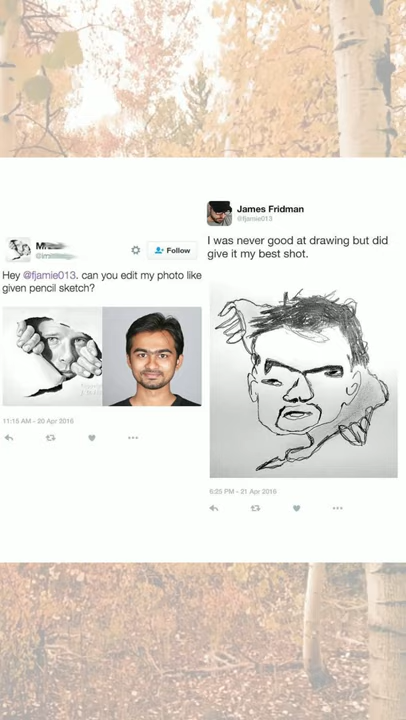 Follow
Hey @fjamie013. can you edit my photo like
given pencil sketch?
11:15 AM - 20 Apr 2016
James Fridman
@fjamie013
I was never good at drawing but did
give it my best shot.
5:25 PM - 21 Apr 2016